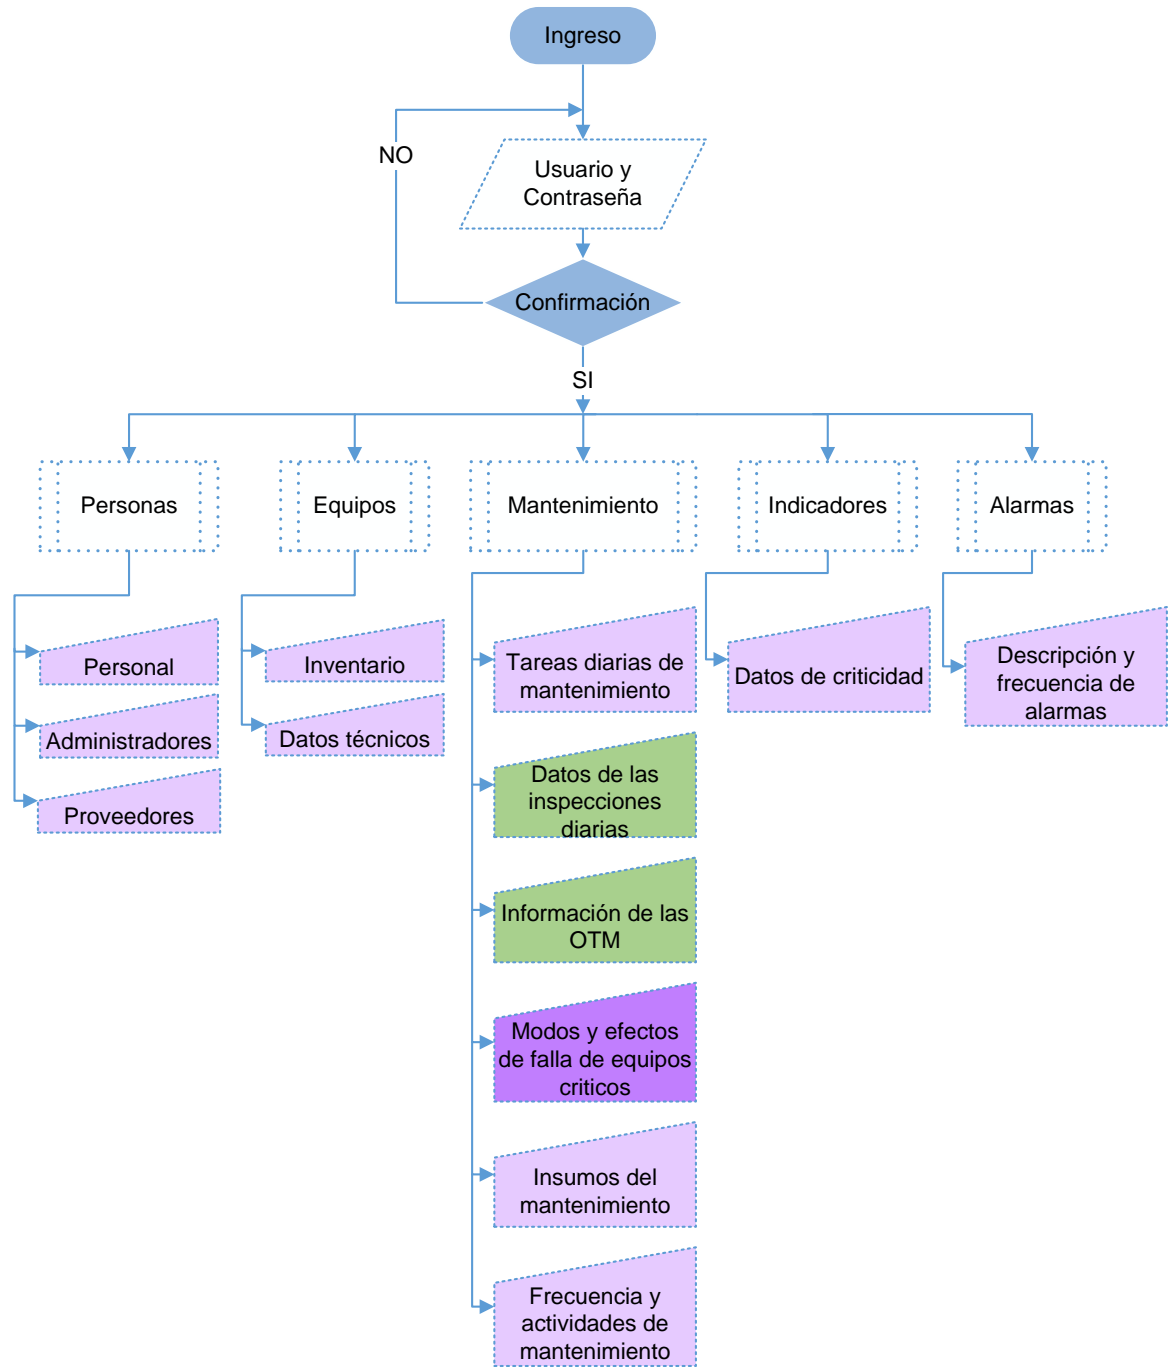 Ingreso
NO
Usuario y
Contraseña
Confirmación
SI
Personas
Equipos
Mantenimiento
Indicadores
Alarmas
Personal
Administradores
Proveedores
Inventario
Datos técnicos
Tareas diarias de
mantenimiento
Datos de las
inspecciones
diarias
Información de las
OTM
Modos y efectos
de falla de equipos
criticos
Insumos del
mantenimiento
Frecuencia y
actividades de
mantenimiento
Datos de criticidad
Descripción y
frecuencia de
alarmas